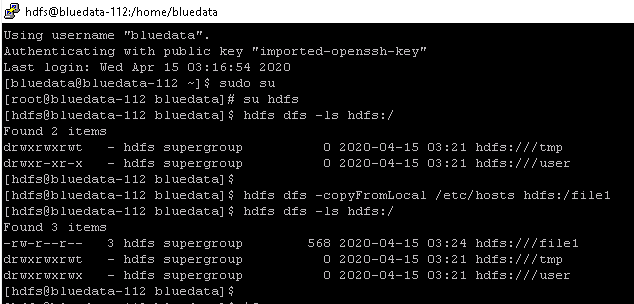 hdfs@bluedata-112:/home/bluedata
Using username "bluedata".
Authenticating with public key "imported-openssh-key"
Last login: Wed Apr 15 03:16:54 2020
[bluedata@bluedata-112 ~]$ sudo su
[root@bluedata-112 bluedata]# su hdfs
[hdfs@bluedata-112 bluedata]$ hdfs dfs -ls hdfs:/
Found 2 items
drwxrwxrwt   - hdfs supergroup          0 2020-04-15 03:21 hdfs:///tmp
drwxr-xr-x   - hdfs supergroup          0 2020-04-15 03:21 hdfs:///user
[hdfs@bluedata-112 bluedata]$
[hdfs@bluedata-112 bluedata]$ hdfs dfs -copyFromLocal /etc/hosts hdfs:/file1
[hdfs@bluedata-112 bluedata]$ hdfs dfs -ls hdfs:/
Found 3 items
-rw-r--r--   3 hdfs supergroup        568 2020-04-15 03:24 hdfs:///file1
drwxrwxrwt   - hdfs supergroup          0 2020-04-15 03:21 hdfs:///tmp
drwxrwxrwx   - hdfs supergroup          0 2020-04-15 03:21 hdfs:///user
[hdfs@bluedata-112 bluedata]$